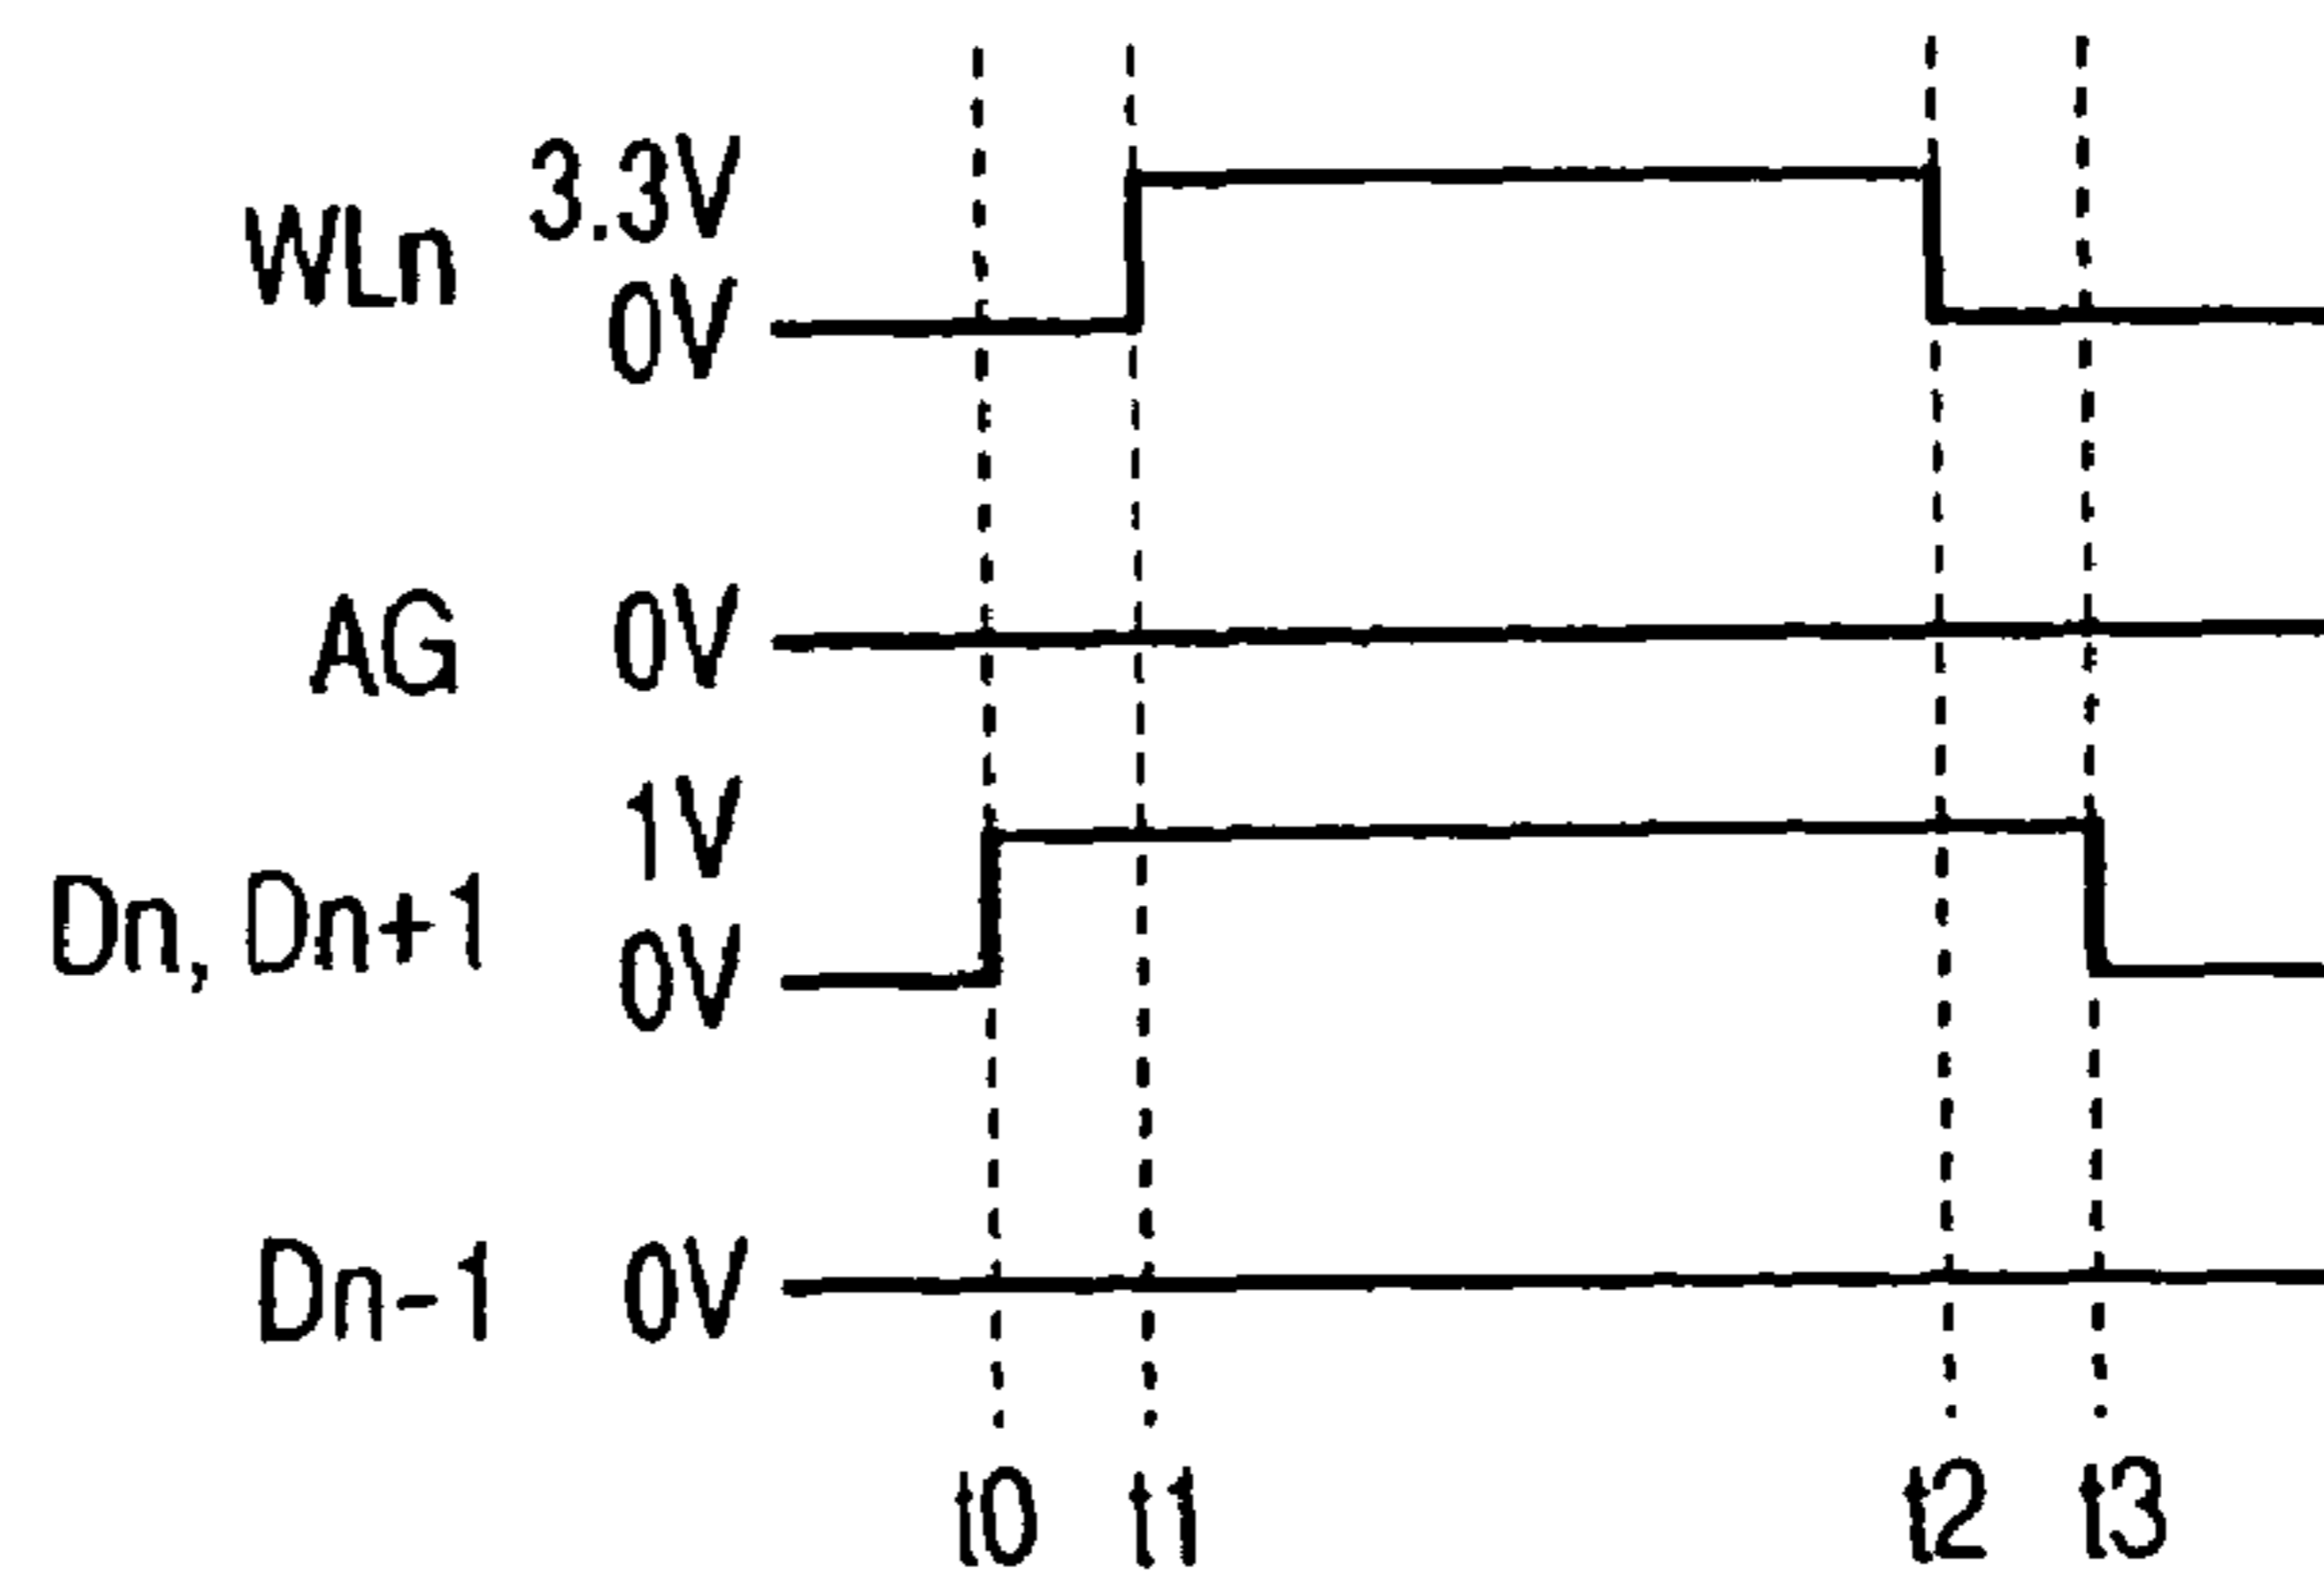 WLn 3.3V
0V
AG 0V
1V
Dn, Dn+1
0V
Dn-1 0V
t0 t1 t2 t3